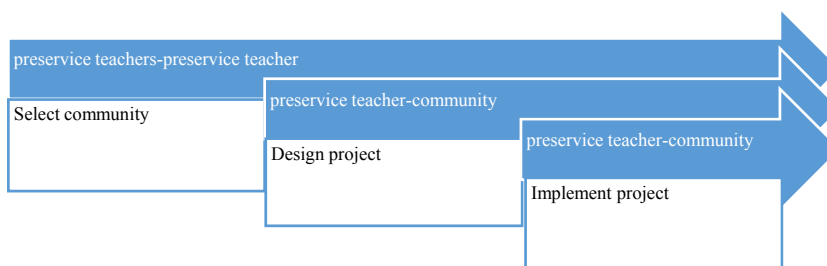 preservice teachers-preservice teacher
Select community
preservice teacher-community
Design project
preservice teacher-community
Implement project